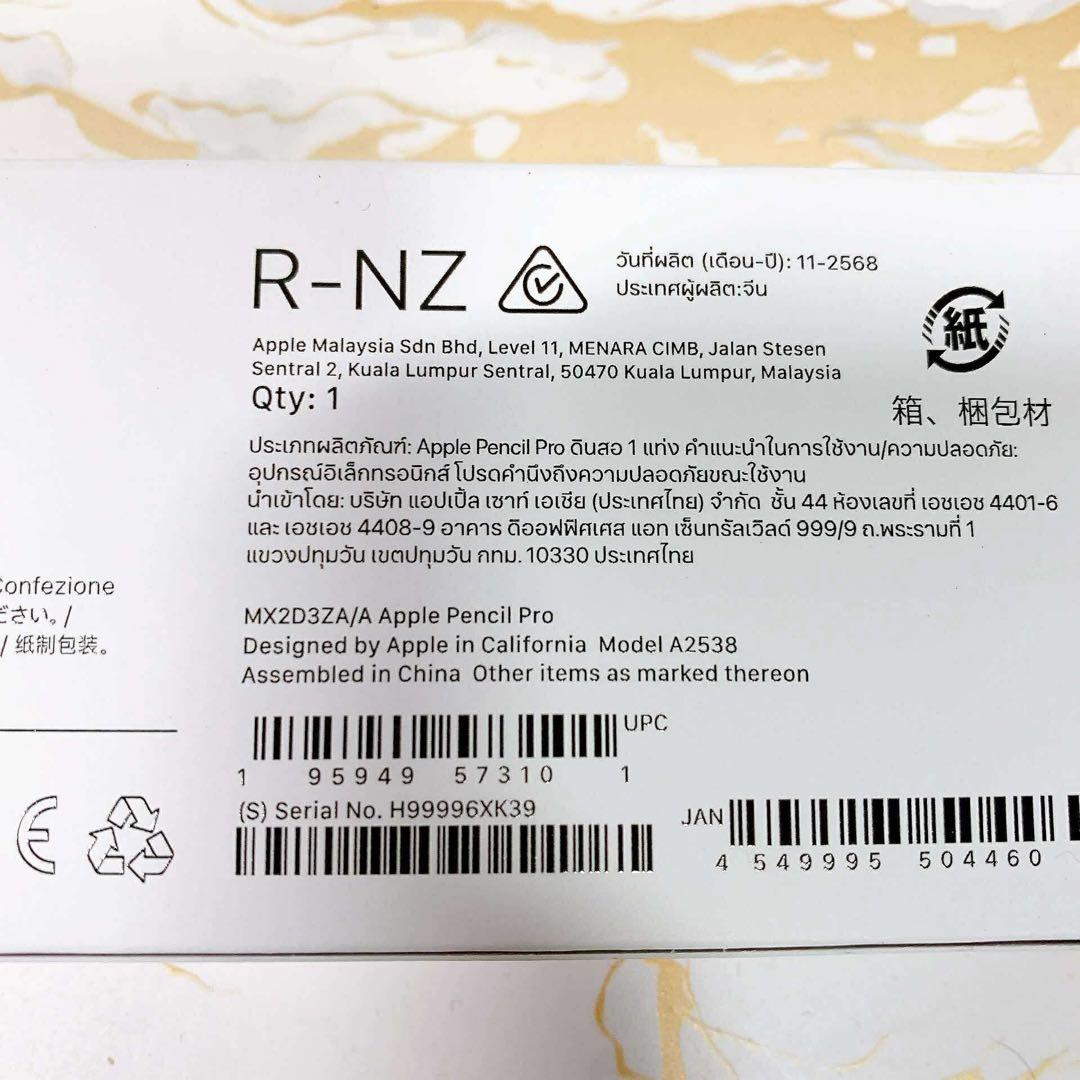 R-NZ
วันที่ผลิต (เดือน-ปี): 11-2568
ประเทศผู้ผลิต:จีน
紙
箱、梱包材
Apple Malaysia Sdn Bhd, Level 11, MENARA CIMB, Jalan Stesen
Sentral 2, Kuala Lumpur Sentral, 50470 Kuala Lumpur, Malaysia
Qty: 1
ประเภทผลิตภัณฑ์: Apple Pencil Pro ดินสอ 1 แท่ง คำแนะนำในการใช้งาน/ความปลอดภัย:
อุปกรณ์อิเล็กทรอนิกส์ โปรดคำนึงถึงความปลอดภัยขณะใช้งาน
นำเข้าโดย: บริษัท แอปเปิ้ล เซาท์ เอเชีย (ประเทศไทย) จำกัด ชั้น 44 ห้องเลขที่ เอชเอช 4401-6
และ เอชเอช 4408-9 อาคาร ดิออฟฟิศเศส แอท เซ็นทรัลเวิลด์ 999/9 ถ.พระรามที่ 1
แขวงปทุมวัน เขตปทุมวัน กทม. 10330 ประเทศไทย
Confezione
ださい。/
/ 纸制包装。
MX2D3ZA/A Apple Pencil Pro
Designed by Apple in California Model A2538
Assembled in China Other items as marked thereon
UPC
1 95949 57310 1
(S) Serial No. H99996XK39
JAN
4 549995 504460
CE